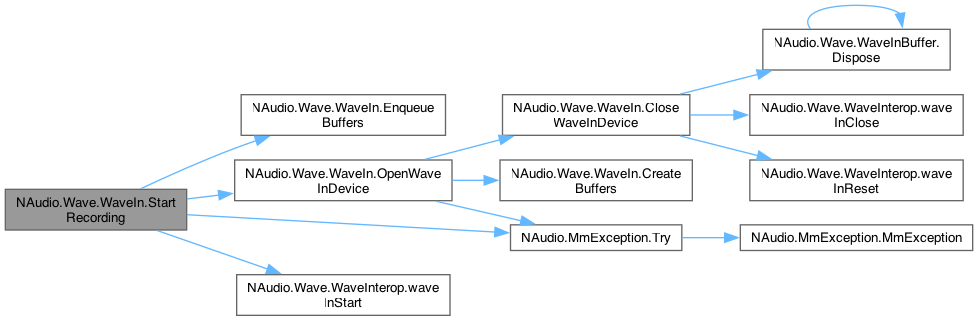 NAudio.Wave.WaveIn.Start
Recording
NAudio.Wave.WaveIn.Enqueue
Buffers
NAudio.Wave.WaveIn.OpenWave
InDevice
NAudio.Wave.WaveInterop.wave
InStart
NAudio.Wave.WaveIn.Close
WaveInDevice
NAudio.Wave.WaveIn.Create
Buffers
NAudio.MmException.Try
NAudio.Wave.WaveInBuffer.
Dispose
NAudio.Wave.WaveInterop.wave
InClose
NAudio.Wave.WaveInterop.wave
InReset
NAudio.MmException.MmException